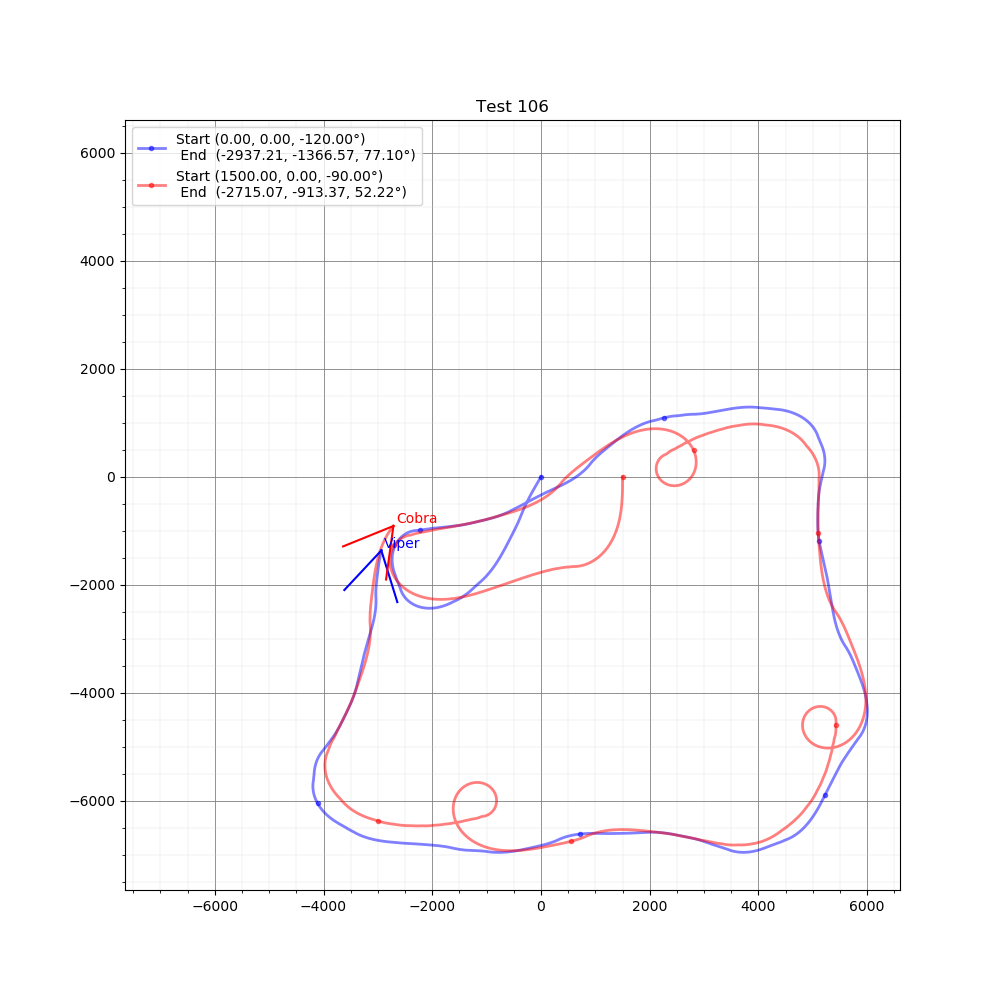 Test 106
Start (0.00, 0.00, -120.00°)
End  (-2937.21, -1366.57, 77.10°)
Start (1500.00, 0.00, -90.00°)
End  (-2715.07, -913.37, 52.22°)
6000
4000
2000
0
−2000
−4000
−6000
Cobra
Viper
−6000 −4000 −2000 0 2000 4000 6000